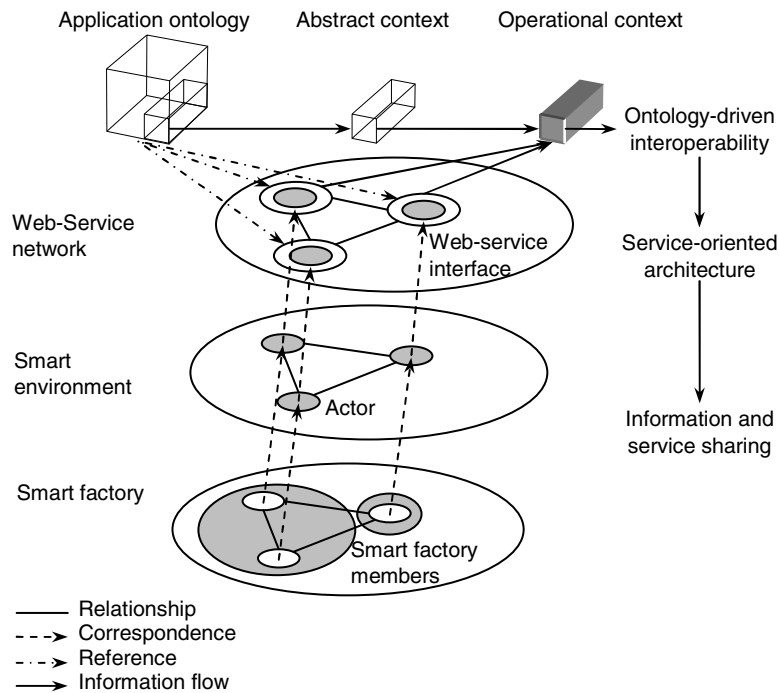 Application ontology
Abstract context
Operational context
Ontology-driven
interoperability
Web-Service
network
Web-service
interface
Service-oriented
architecture
Smart
environment
Actor
Information and
service sharing
Smart factory
Smart factory
members
Relationship
Correspondence
Reference
Information flow